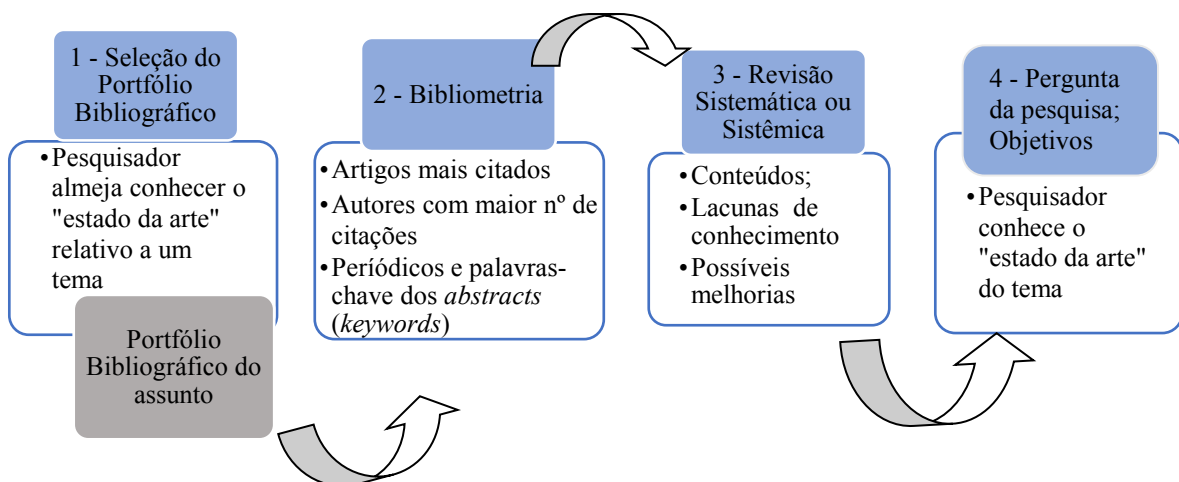 1 - Seleção do
Portfólio
Bibliográfico
•Pesquisador
almeja conhecer o
"estado da arte"
relativo a um
tema
Portfólio
Bibliográfico do
assunto
2 - Bibliometria
•Artigos mais citados
•Autores com maior nº de
citações
•Períódicos e palavras-
chave dos abstracts
(keywords)
3 - Revisão
Sistemática ou
Sistêmica
•Conteúdos;
•Lacunas de
conhecimento
•Possíveis
melhorias
4 - Pergunta
da pesquisa;
Objetivos
•Pesquisador
conhece o
"estado da arte"
do tema